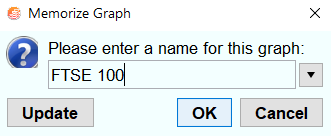 Memorize Graph
Please enter a name for this graph:
FTSE 100
Update OK Cancel